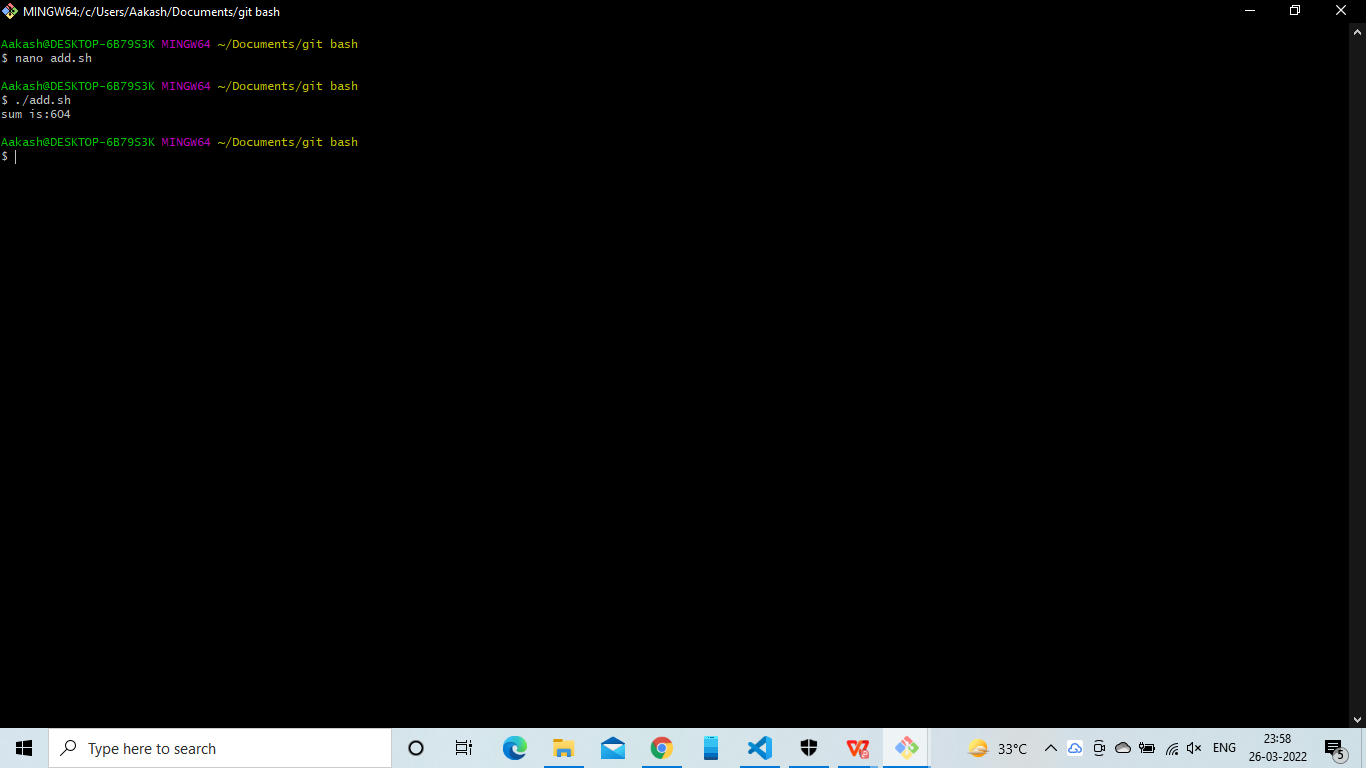 MINGW64:/c/Users/Aakash/Documents/git bash
Aakash@DESKTOP-6B79S3K MINGW64 ~/Documents/git bash
$ nano add.sh
Aakash@DESKTOP-6B79S3K MINGW64 ~/Documents/git bash
$ ./add.sh
sum is:604
Aakash@DESKTOP-6B79S3K MINGW64 ~/Documents/git bash
$
Type here to search
33°C
ENG
23:58
26-03-2022
5